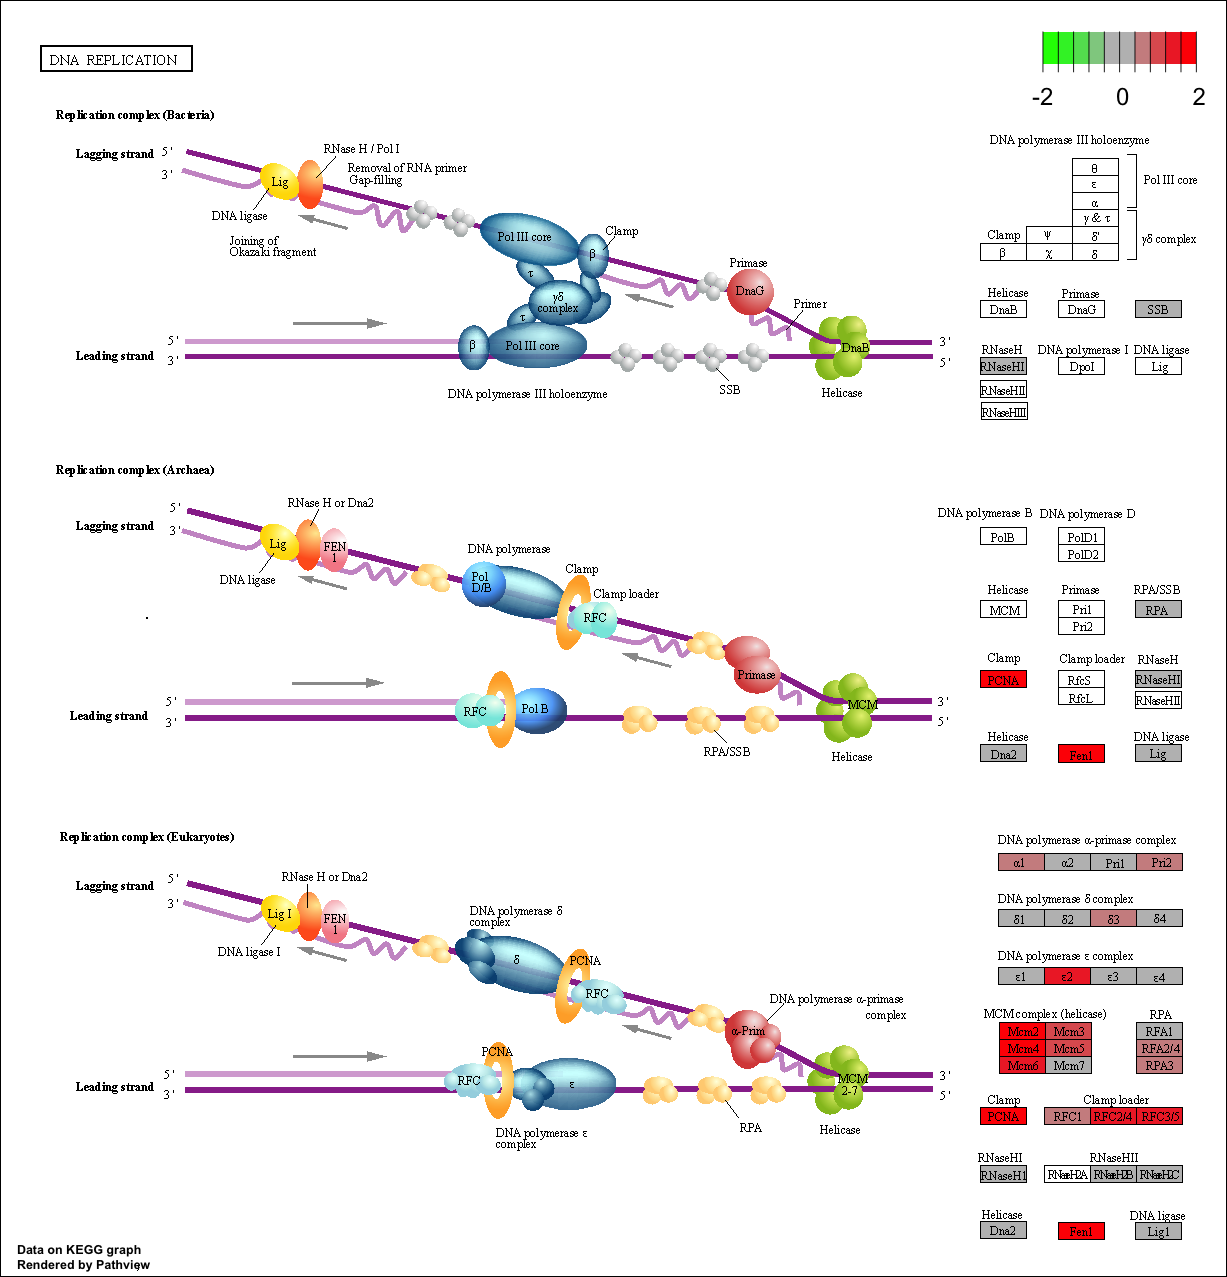 DNA REPLICATION
-2 0 2
Replication complex (Bacteria)
Lagging strand 5'
3'
RNase H / Pol I
Removal of RNA primer
Gap-filling
Lig
DNA ligase
Joining of
Okazaki fragment
Pol III core
Clamp
β
τ
γδ
complex
τ
Primase
DnaG
Primer
5'
Leading strand 3'
β
Pol III core
DnaB
3'
5'
SSB
Helicase
DNA polymerase III holoenzyme
DNA polymerase III holoenzyme
θ
ε
α
Pol III core
γ & τ
Clamp ψ δ'
β χ δ
γδ complex
Helicase Primase
DnaB DnaG SSB
RNaseH DNA polymerase I DNA ligase
RNaseHI DpoI Lig
RNaseHII
RNaseHIII
Replication complex (Archaea)
Lagging strand 5'
3'
RNase H or Dna2
Lig
FEN
1
DNA ligase
DNA polymerase
Pol
D/B
Clamp
Clamp loader
RFC
Primase
Leading strand 5'
3'
RFC
Pol B
MCM
3'
5'
RPA/SSB
Helicase
DNA polymerase B DNA polymerase D
PolB PolD1
PolD2
Helicase Primase RPA/SSB
MCM Pri1 RPA
Pri2
Clamp Clamp loader RNaseH
PCNA RfcS RNaseHI
RfcL RNaseHII
Helicase DNA ligase
Dna2 Fen1 Lig
Replication complex (Eukaryotes)
Lagging strand 5'
3'
RNase H or Dna2
Lig I
FEN
1
DNA ligase I
DNA polymerase δ
complex
δ
PCNA
RFC
DNA polymerase α-primase
complex
α-Prim
Leading strand 5'
3'
PCNA
RFC
ε
MCM
2-7
3'
5'
DNA polymerase ε
complex
RPA
Helicase
DNA polymerase α-primase complex
α1 α2 Pri1 Pri2
DNA polymerase δ complex
δ1 δ2 δ3 δ4
DNA polymerase ε complex
ε1 ε2 ε3 ε4
MCM complex (helicase) RPA
Mcm2 Mcm3 RFA1
Mcm4 Mcm5 RFA2/4
Mcm6 Mcm7 RPA3
Clamp Clamp loader
PCNA RFC1 RFC2/4 RFC3/5
RNaseHI RNaseHII
RNaseH1 RNaseH2A RNaseH2B RNaseH2C
Helicase DNA ligase
Dna2 Fen1 Lig1
Data on KEGG graph
Rendered by Pathview